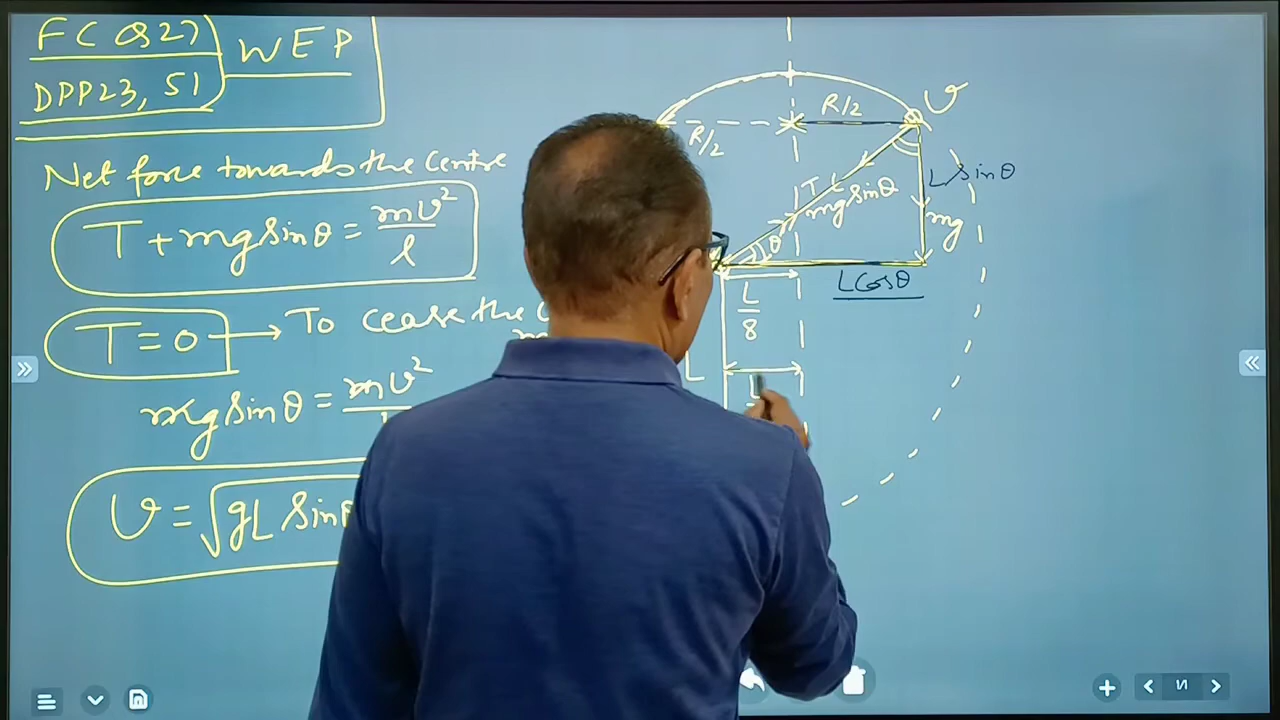 FC Q27
DPP23, 51
WEP
Net force towards the centre
T + mg sinθ = mv²/l
T = 0 → To cease the
mg sinθ = mv²
v = √gL sinθ
R/2
R/2
v
T
mg sinθ
L sinθ
mg
θ
L cosθ
L/8
L
L